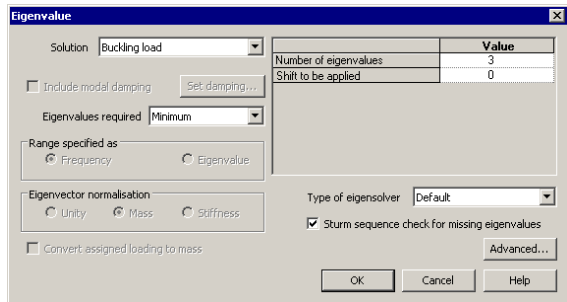 Eigenvalue
Solution Buckling load
Include modal damping Set damping...
Eigenvalues required Minimum
Range specified as
Frequency Eigenvalue
Eigenvector normalisation
Unity Mass Stiffness
Convert assigned loading to mass
Value
Number of eigenvalues 3
Shift to be applied 0
Type of eigensolver Default
Sturm sequence check for missing eigenvalues
Advanced...
OK Cancel Help